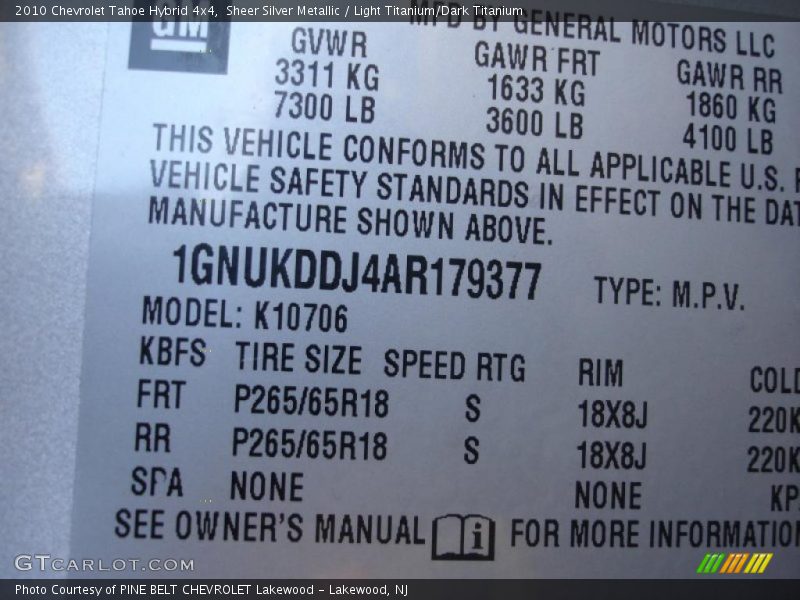 2010 Chevrolet Tahoe Hybrid 4x4, Sheer Silver Metallic / Light Titanium/Dark Titanium
GM
MFD BY GENERAL MOTORS LLC
GVWR GAWR FRT GAWR RR
3311 KG 1633 KG 1860 KG
7300 LB 3600 LB 4100 LB
THIS VEHICLE CONFORMS TO ALL APPLICABLE U.S. F
VEHICLE SAFETY STANDARDS IN EFFECT ON THE DAT
MANUFACTURE SHOWN ABOVE.
1GNUKDDJ4AR179377 TYPE: M.P.V.
MODEL: K10706
KBFS TIRE SIZE SPEED RTG RIM COLD
FRT P265/65R18 S 18X8J 220K
RR P265/65R18 S 18X8J 220K
SPA NONE NONE KP
SEE OWNER'S MANUAL i FOR MORE INFORMATION
GTCARLOT.COM
Photo Courtesy of PINE BELT CHEVROLET Lakewood - Lakewood, NJ